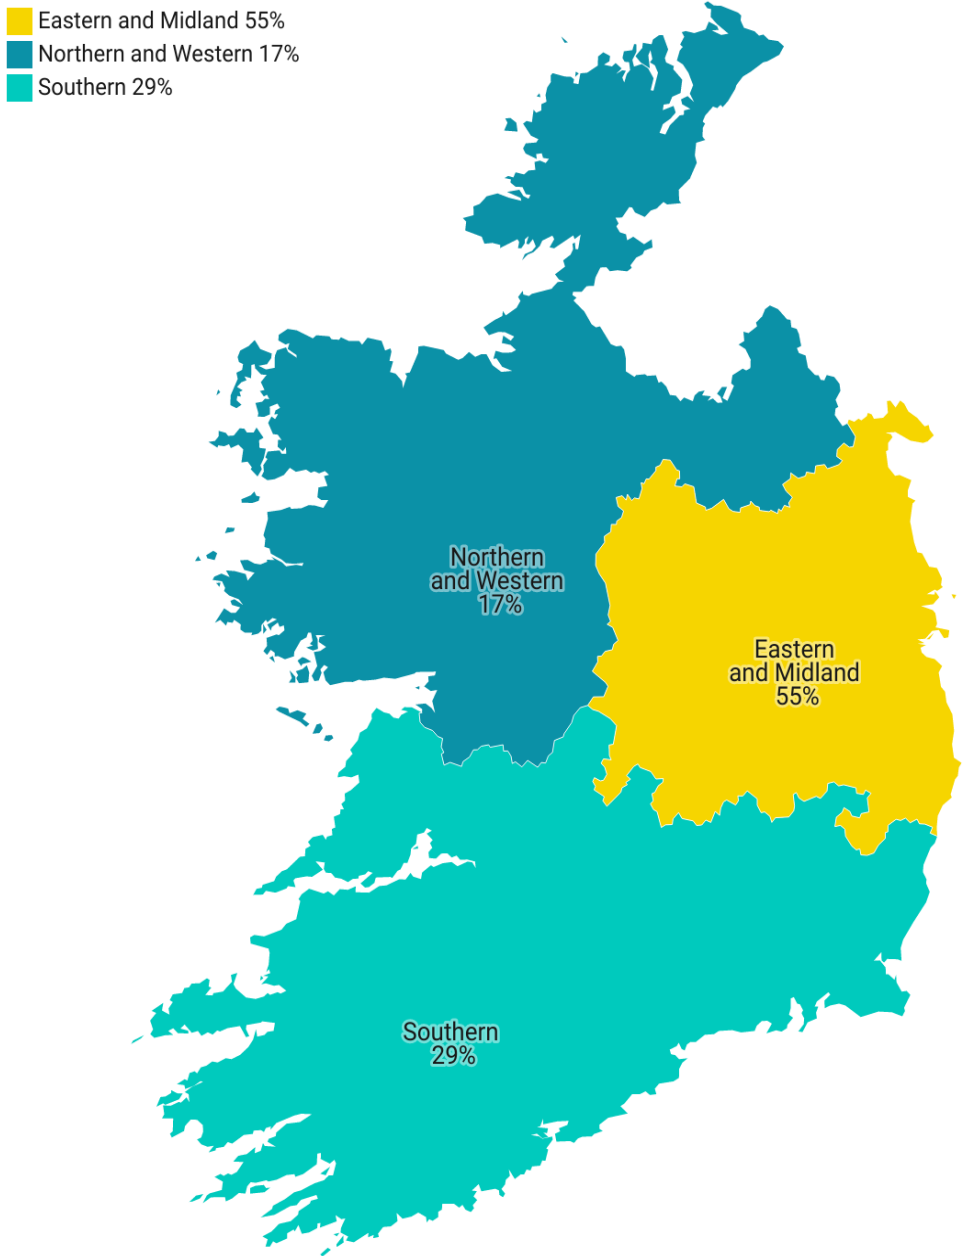 Eastern and Midland 55%
Northern and Western 17%
Southern 29%
Northern
and Western
17%
Eastern
and Midland
55%
Southern
29%